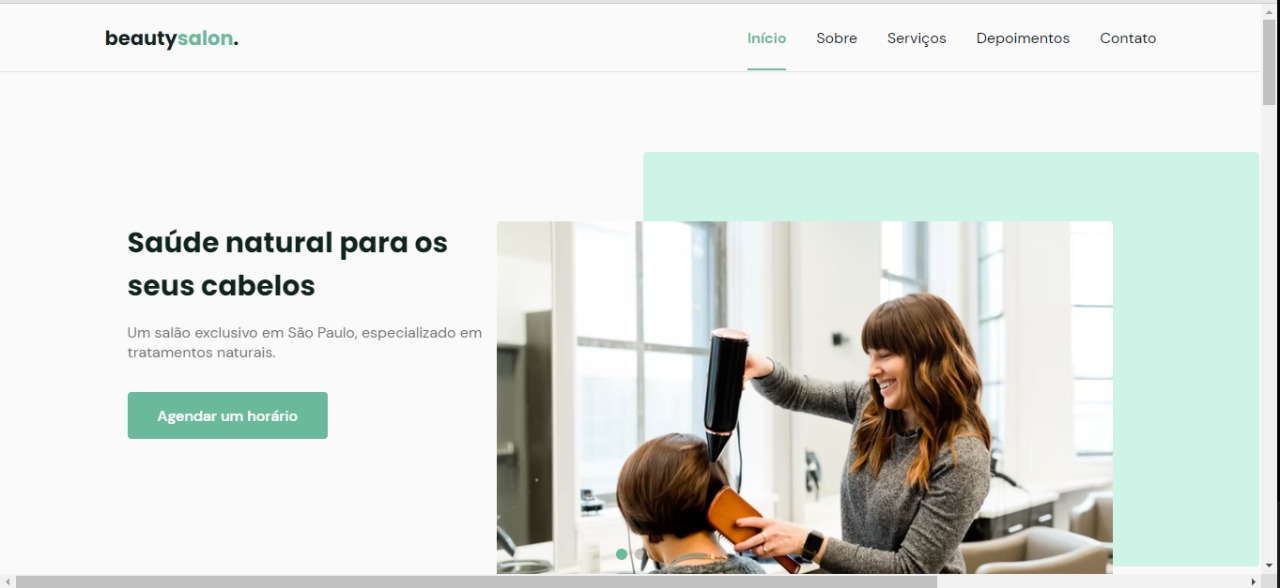 beautysalon.
Início Sobre Serviços Depoimentos Contato
Saúde natural para os
seus cabelos
Um salão exclusivo em São Paulo, especializado em
tratamentos naturais.
Agendar um horário